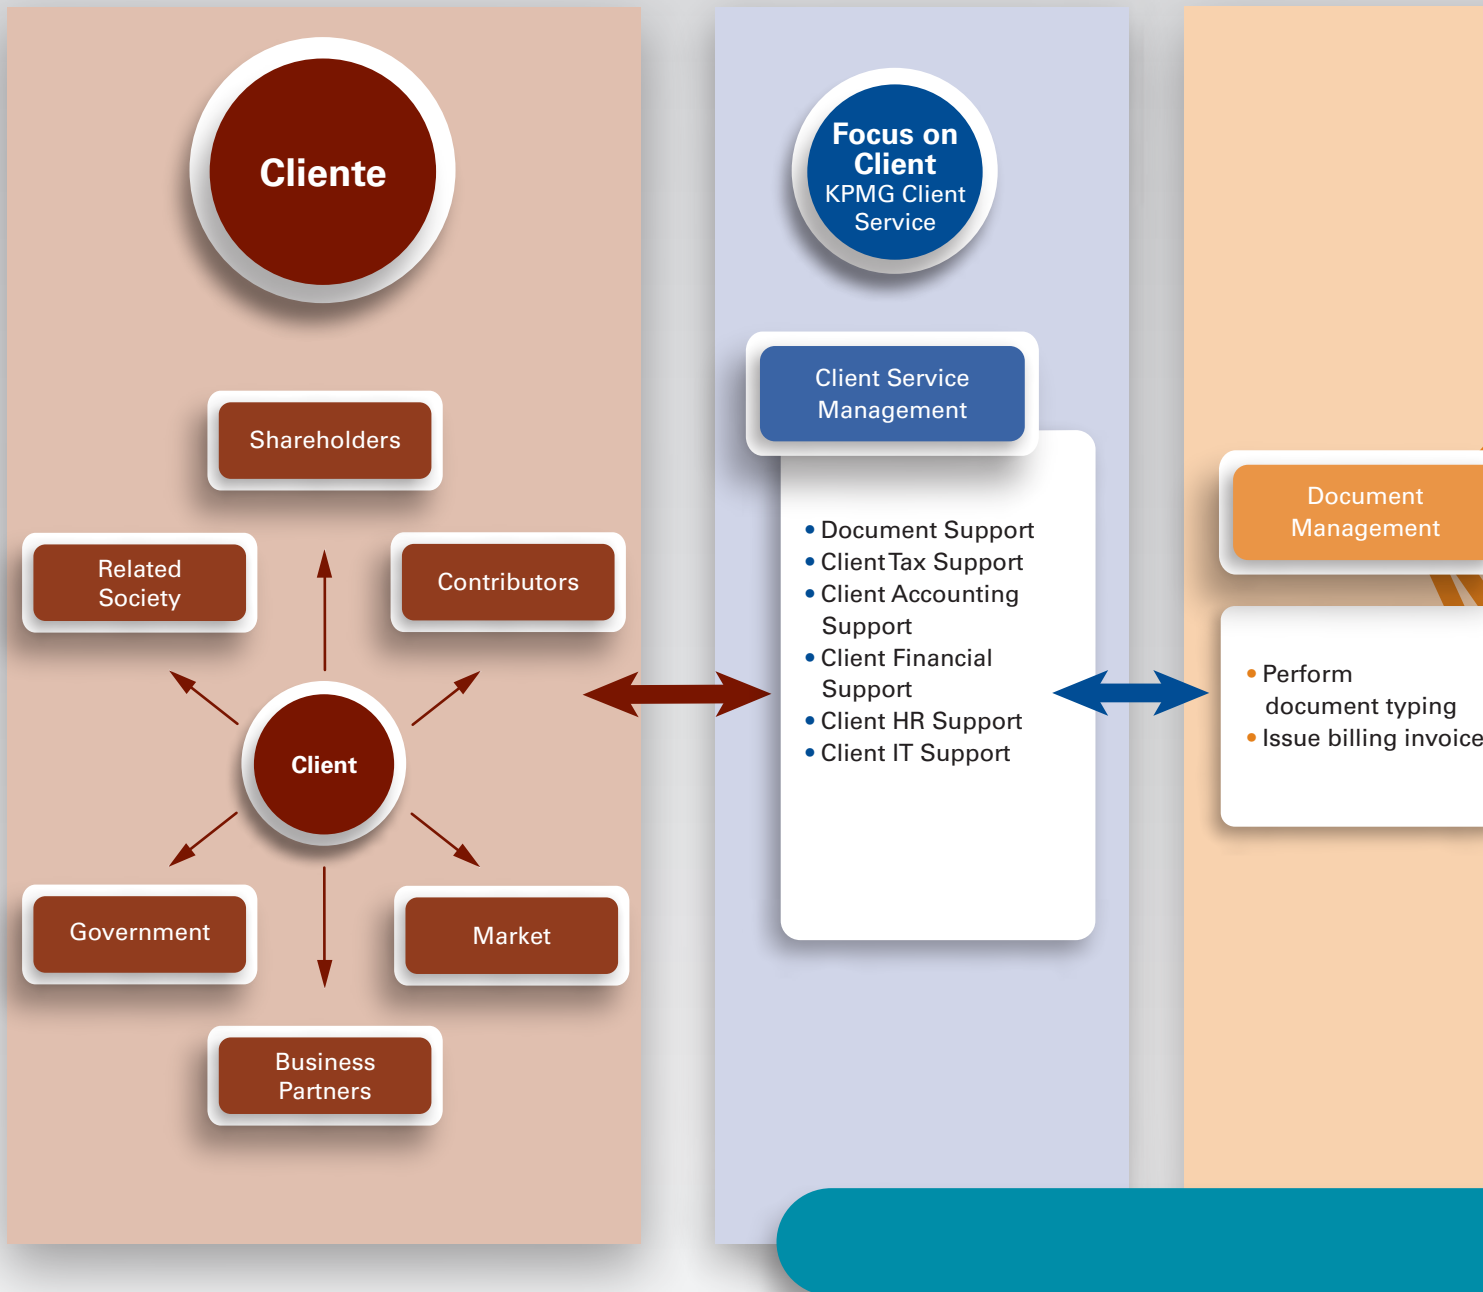 Cliente
Shareholders
Related
Society
Contributors
Client
Government
Market
Business
Partners
Focus on
Client
KPMG Client
Service
Client Service
Management
• Document Support
• Client Tax Support
• Client Accounting
Support
• Client Financial
Support
• Client HR Support
• Client IT Support
Document
Management
• Perform
document typing
• Issue billing invoice